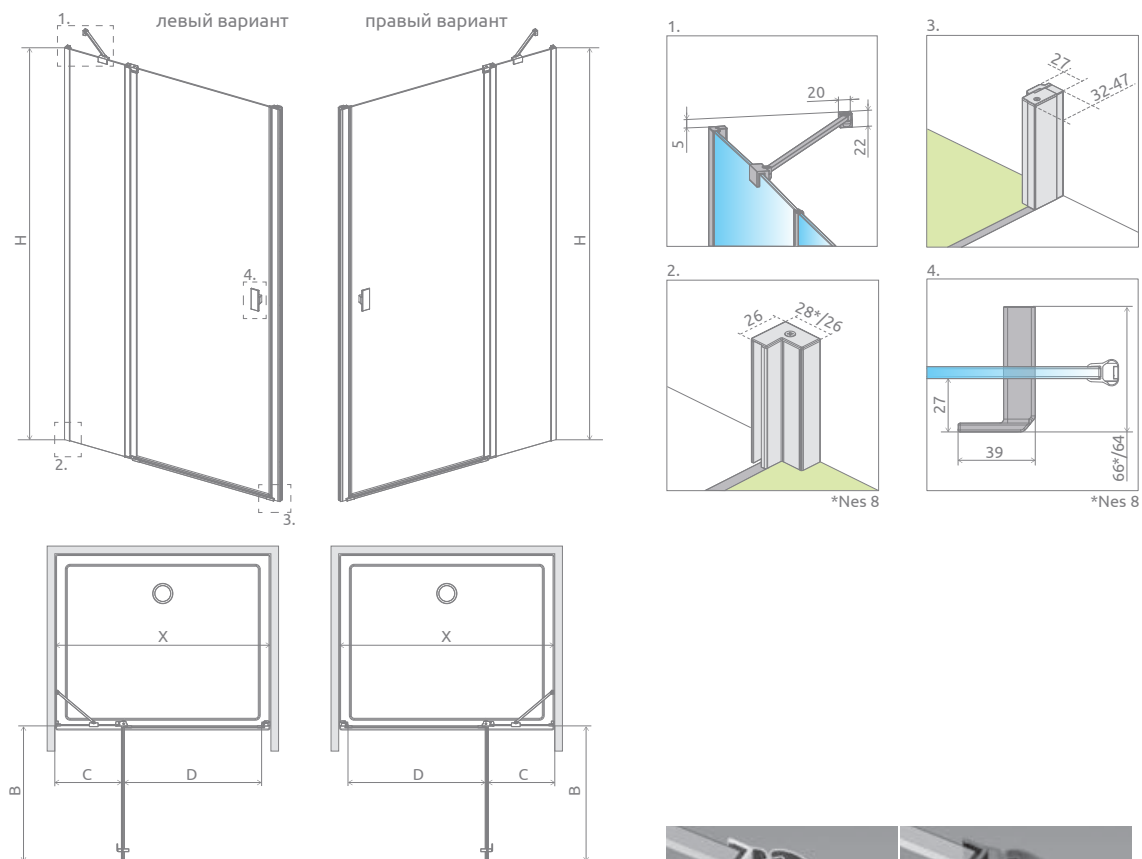 1.
левый вариант
правый вариант
H
4.
2.
3.
H
1.
20
5
22
3.
27
32-47
2.
26
28*/26
*Nes 8
4.
27
39
66*/64
*Nes 8
X
C
D
B
X
D
C
B